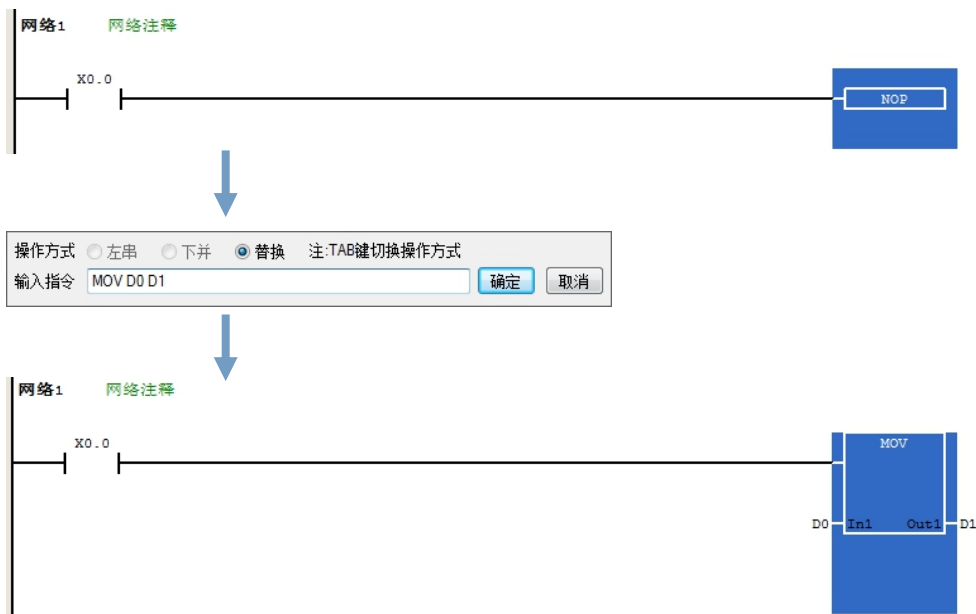 网络1 网络注释
X0.0
NOP
操作方式 左串 下并 替换 注:TAB键切换操作方式
输入指令 MOV D0 D1 确定 取消
网络1 网络注释
X0.0
MOV
D0 In1 Out1 D1